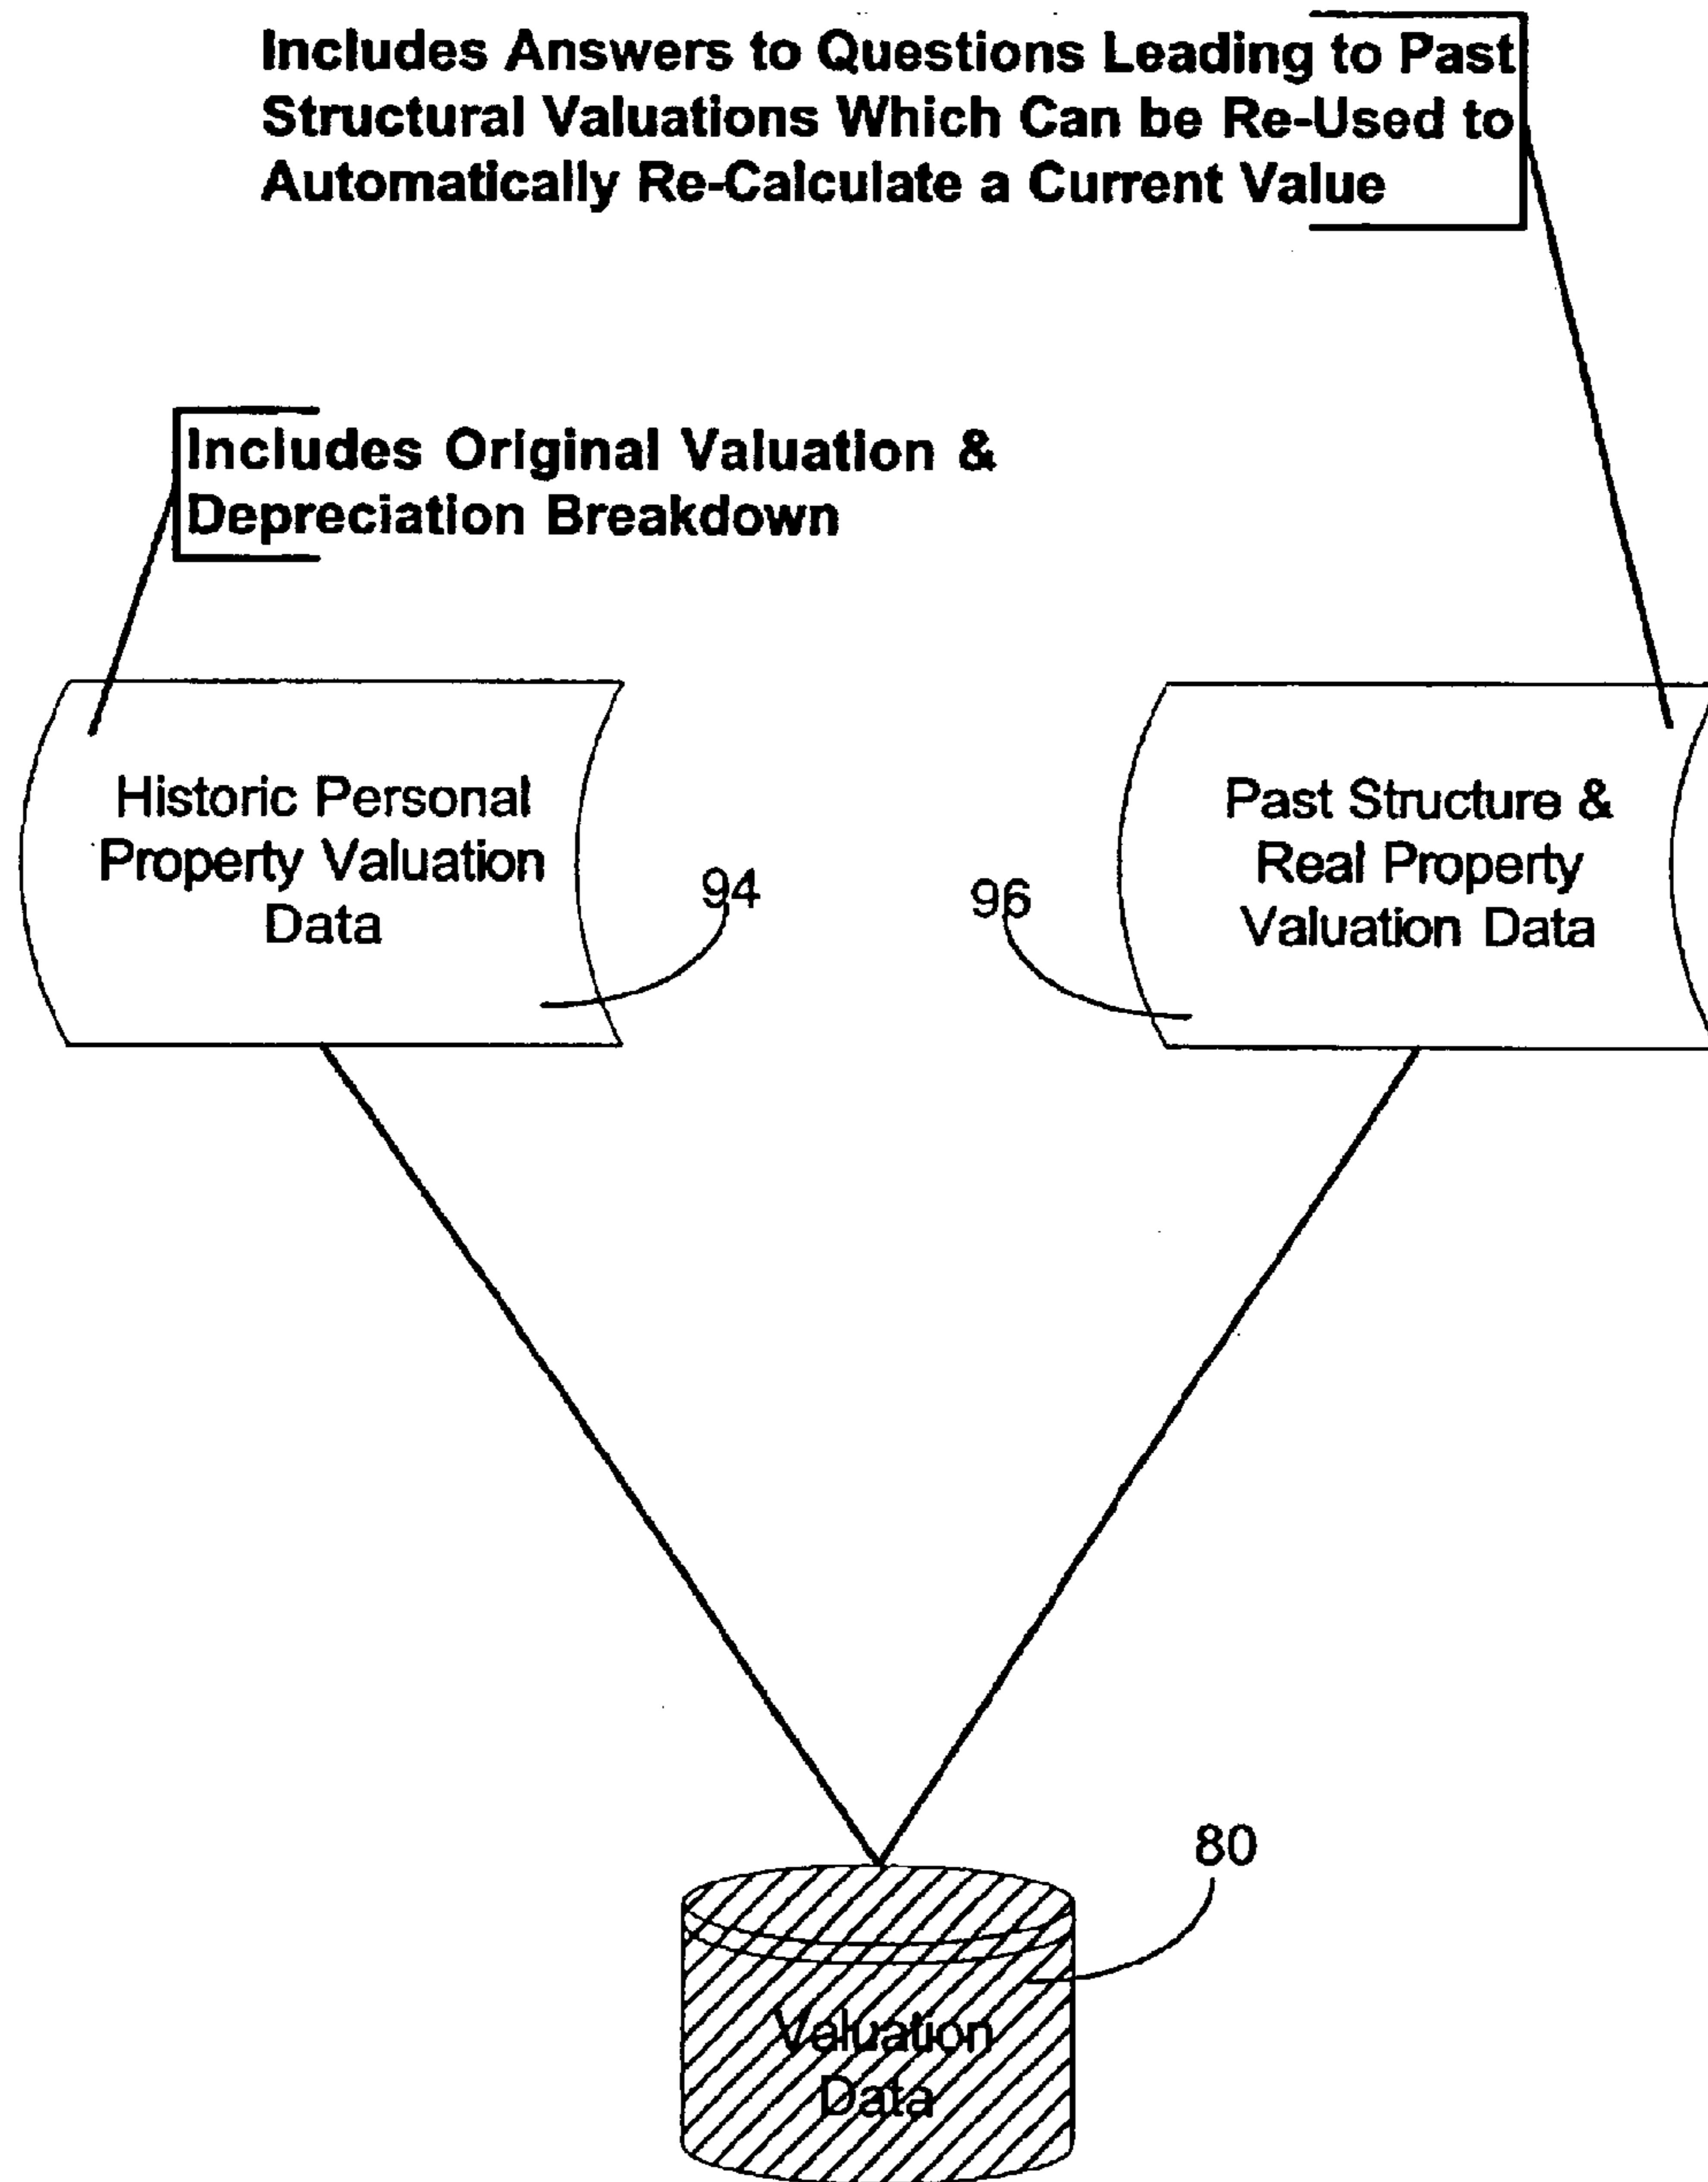 Includes Answers to Questions Leading to Past
Structural Valuations Which Can be Re-Used to
Automatically Re-Calculate a Current Value
Includes Original Valuation &
Depreciation Breakdown
Historic Personal
Property Valuation
Data
94
96
Past Structure &
Real Property
Valuation Data
80
Valuation
Data